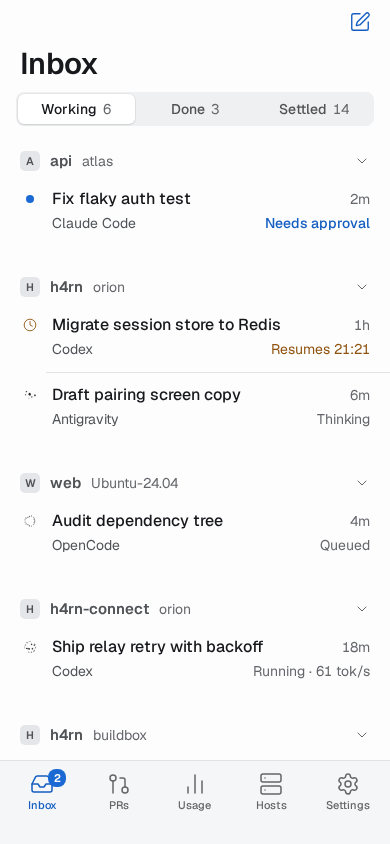 Inbox
Working 6 Done 3 Settled 14
A api atlas
Fix flaky auth test 2m
Claude Code Needs approval
H h4rn orion
Migrate session store to Redis 1h
Codex Resumes 21:21
Draft pairing screen copy 6m
Antigravity Thinking
W web Ubuntu-24.04
Audit dependency tree 4m
OpenCode Queued
H h4rn-connect orion
Ship relay retry with backoff 18m
Codex Running · 61 tok/s
H h4rn buildbox
2
Inbox PRs Usage Hosts Settings